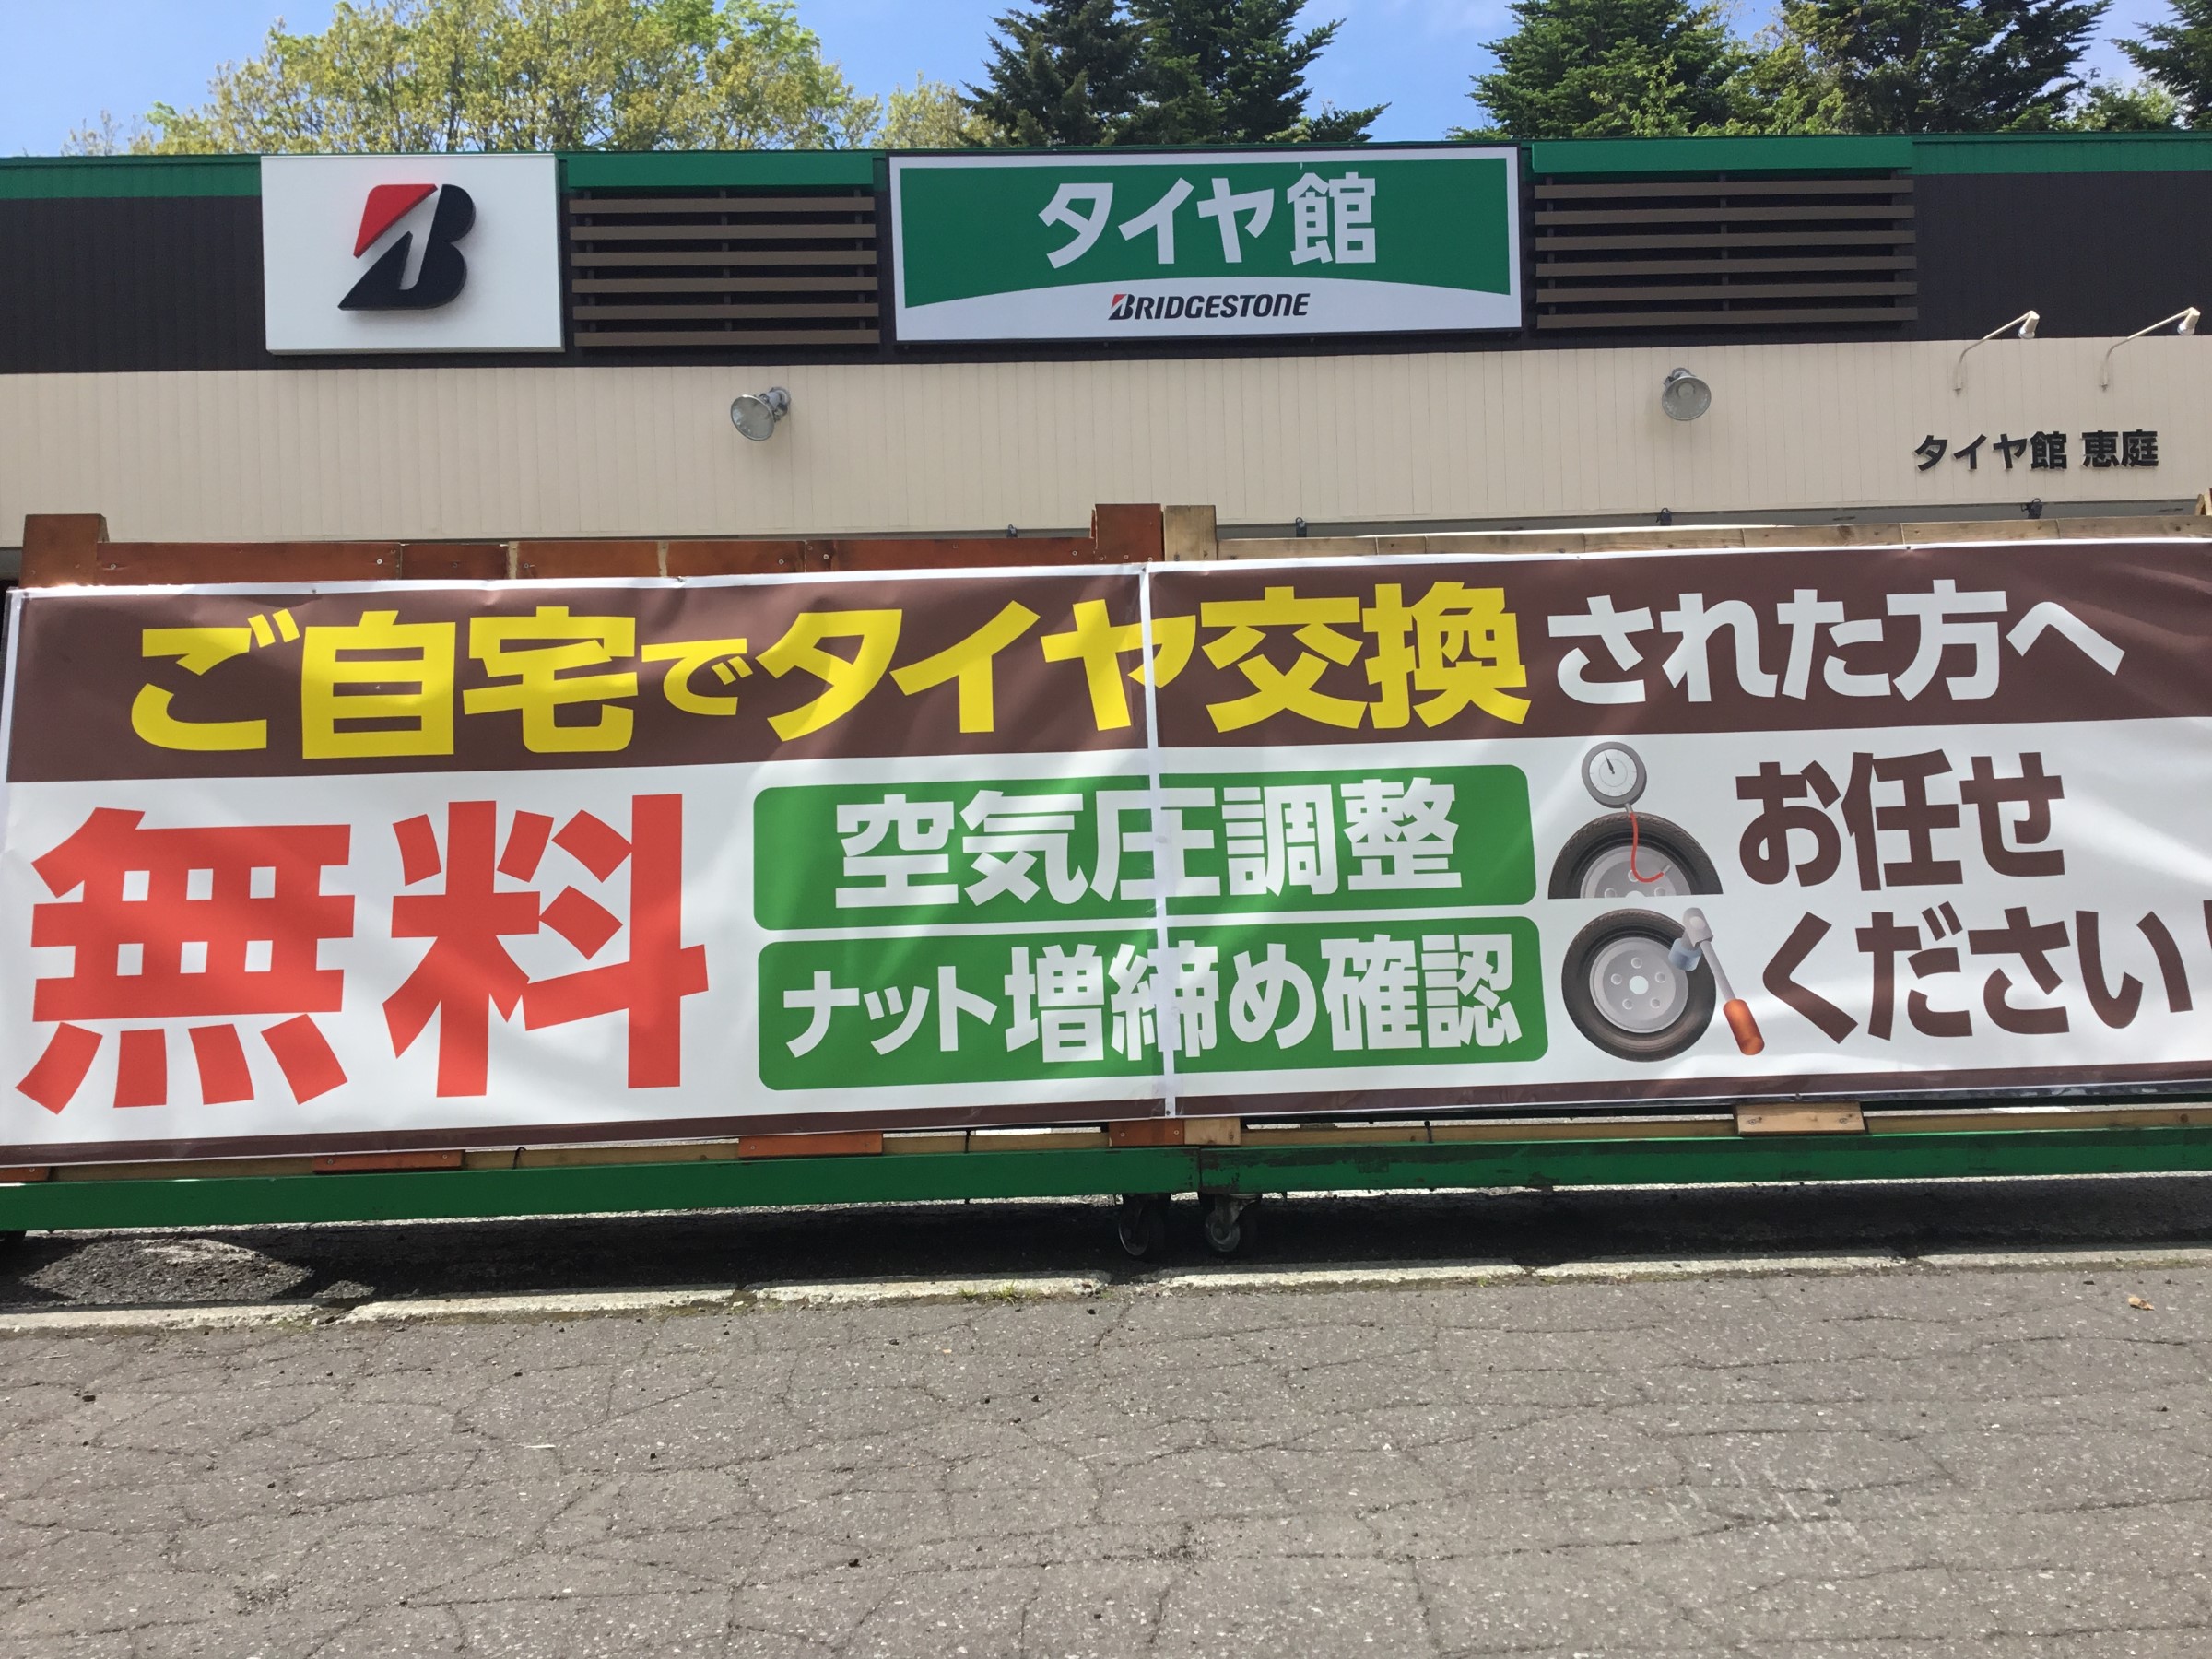 B
タイヤ館
BRIDGESTONE
タイヤ館 恵庭
ご自宅でタイヤ交換された方へ
無料
空気圧調整
ナット増締め確認
お任せ
ください!